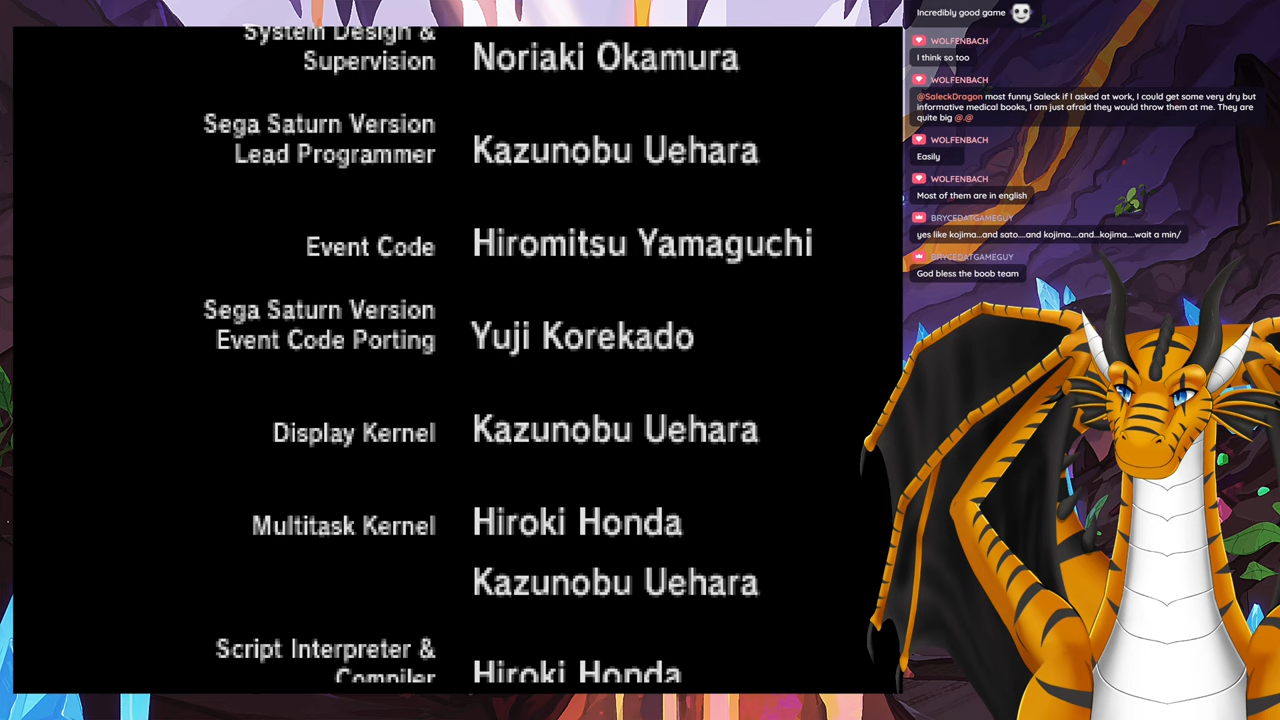 System Design &
Supervision
Noriaki Okamura
Sega Saturn Version
Lead Programmer
Kazunobu Uehara
Event Code
Hiromitsu Yamaguchi
Sega Saturn Version
Event Code Porting
Yuji Korekado
Display Kernel
Kazunobu Uehara
Multitask Kernel
Hiroki Honda
Kazunobu Uehara
Script Interpreter &
Compiler
Hiroki Honda
Incredibly good game
WOLFENBACH
I think so too
WOLFENBACH
@SaleckDragon most funny Saleck if I asked at work, I could get some very dry but
informative medical books, I am just afraid they would throw them at me. They are
quite big @.@
WOLFENBACH
Easily
WOLFENBACH
Most of them are in english
BRYCEDATGAMEGUY
yes like kojima...and sato....and kojima....and...kojima....wait a min/
BRYCEDATGAMEGUY
God bless the boob team